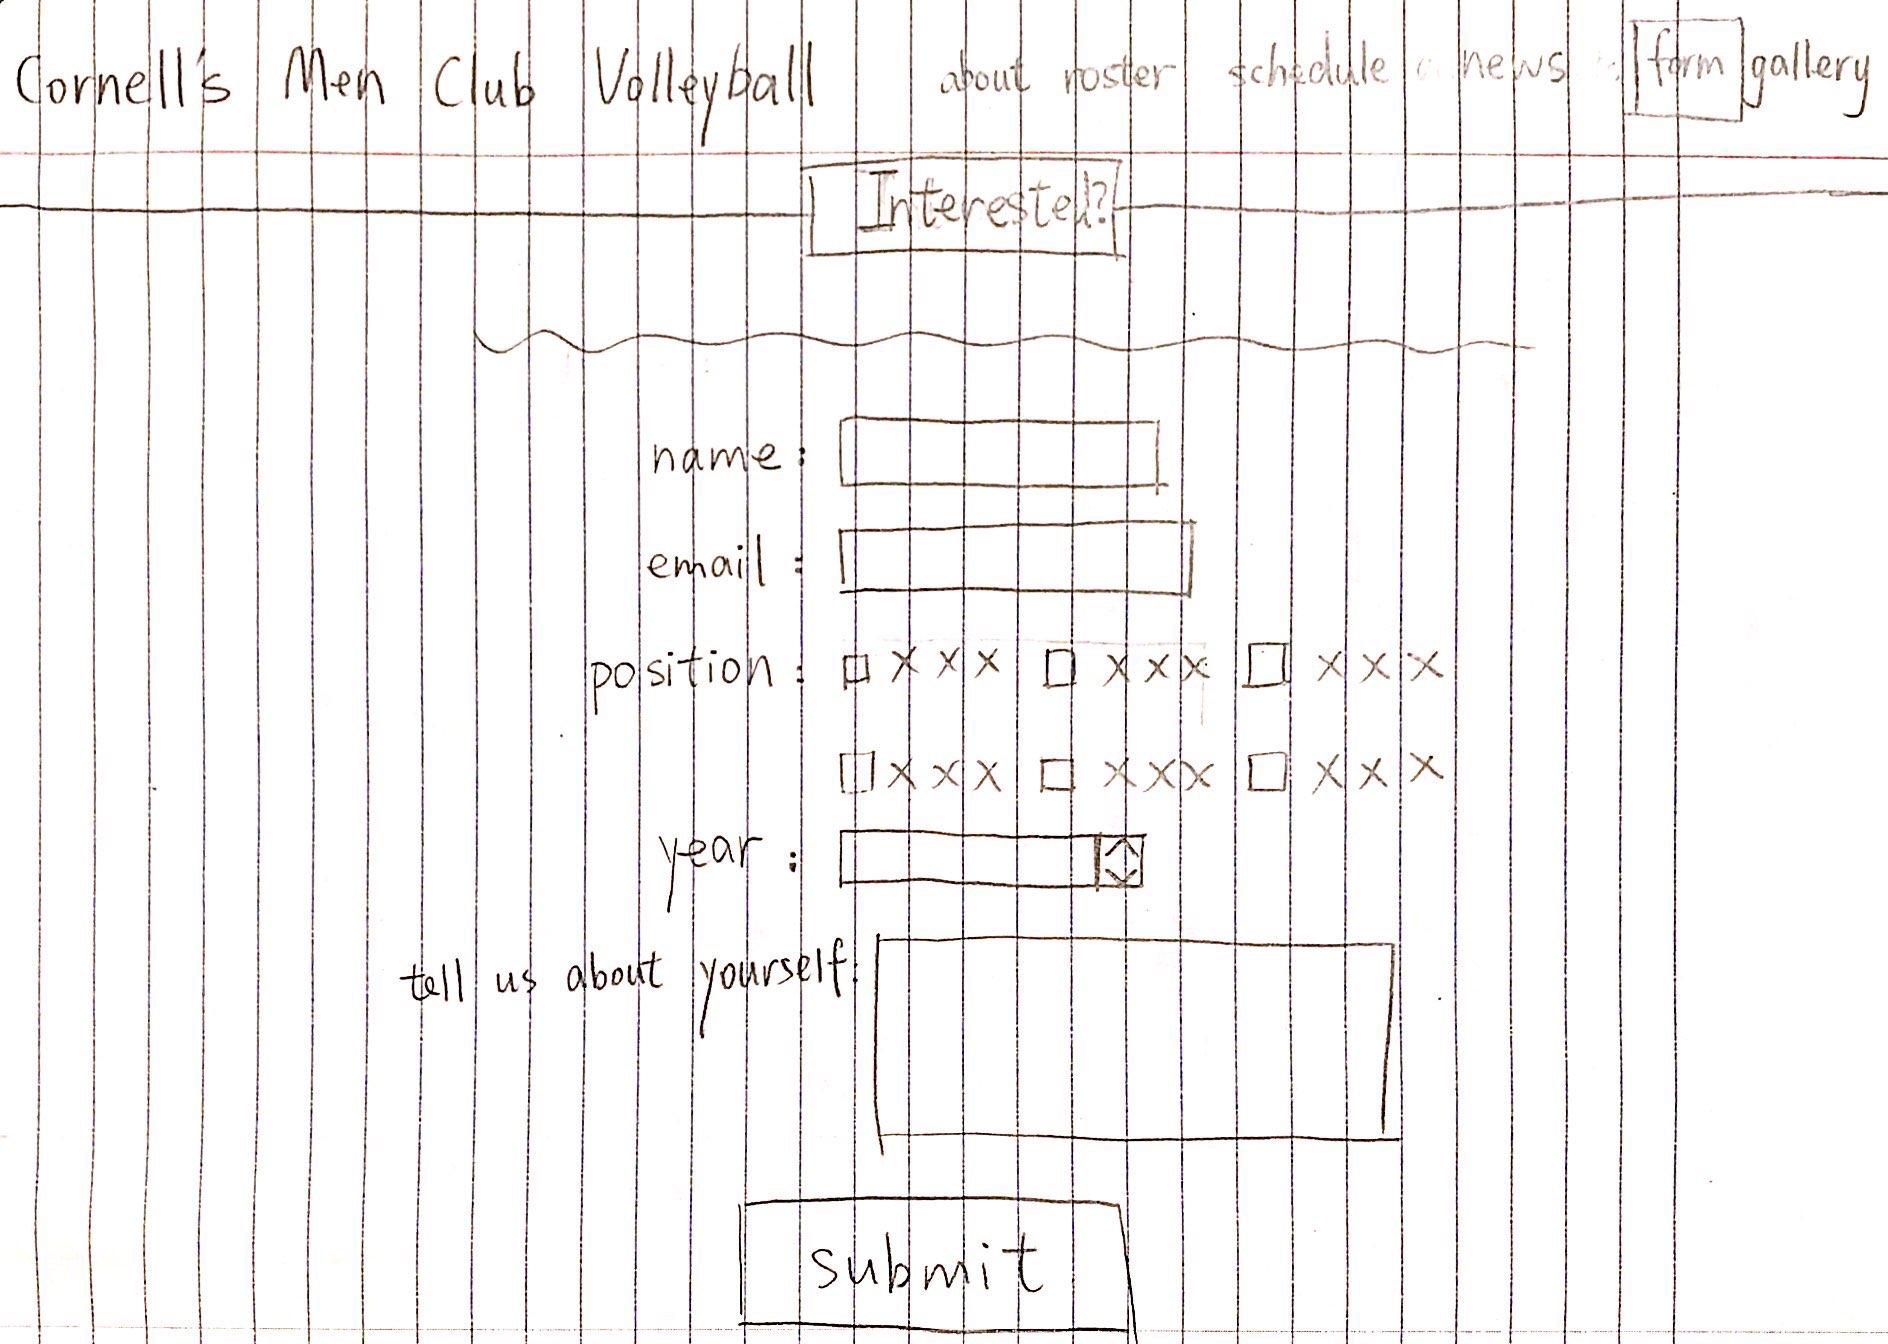 Cornell's Men Club Volleyball about roster schedule news form gallery
Interested?
name:
email:
position: xxx xxx xxx
xxx xxx xxx
year:
tell us about yourself:
submit